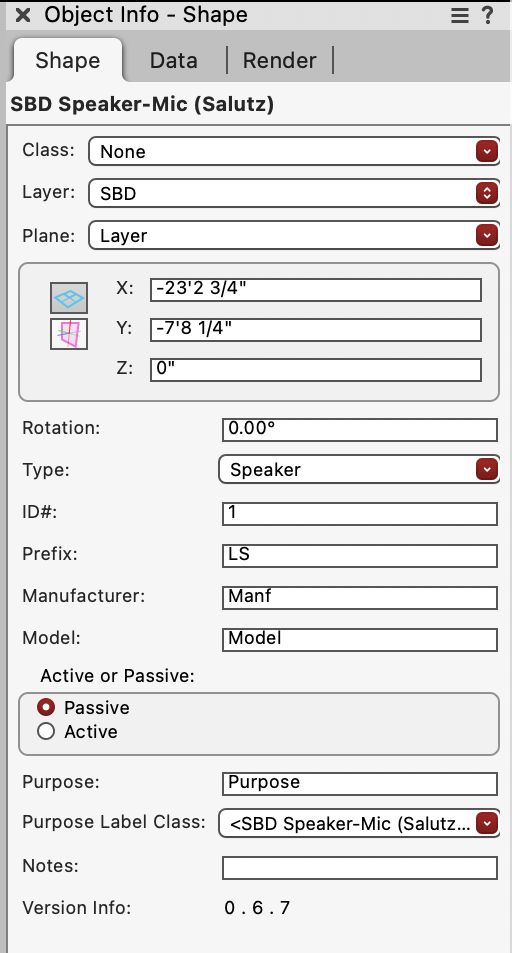 Object Info - Shape ?
Shape Data Render
SBD Speaker-Mic (Salutz)
Class: None
Layer: SBD
Plane: Layer
X: -23'2 3/4"
Y: -7'8 1/4"
Z: 0"
Rotation: 0.00°
Type: Speaker
ID#: 1
Prefix: LS
Manufacturer: Manf
Model: Model
Active or Passive:
Passive
Active
Purpose: Purpose
Purpose Label Class: <SBD Speaker-Mic (Salutz...
Notes:
Version Info: 0 . 6 . 7